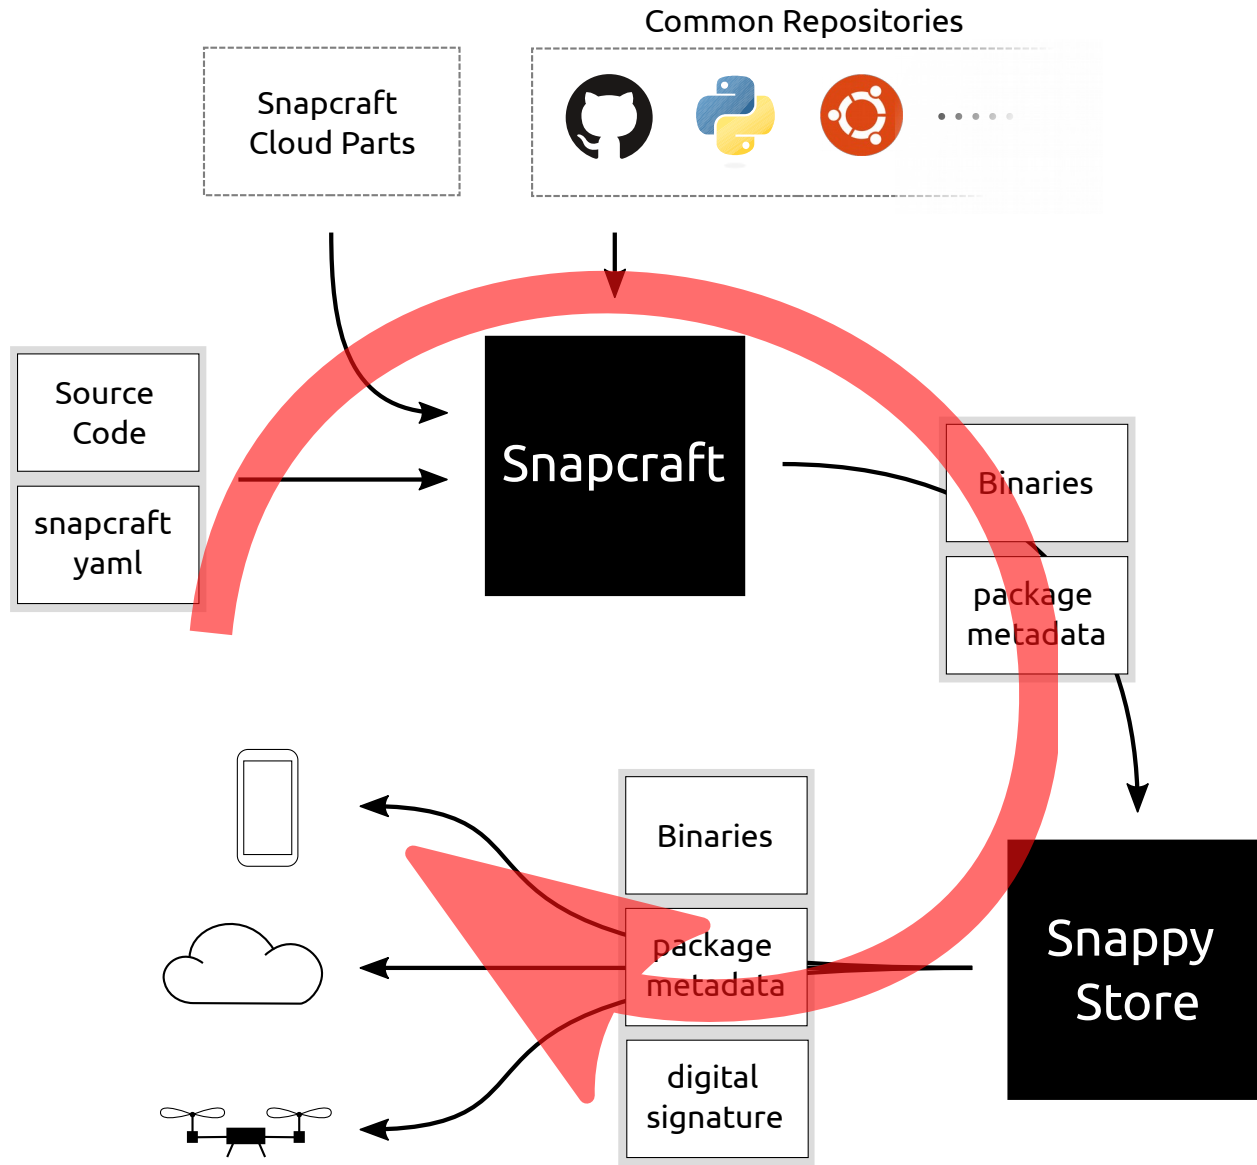 Common Repositories
Snapcraft
Cloud Parts
Source
Code
snapcraft
yaml
Snapcraft
Binaries
package
metadata
Binaries
package
metadata
digital
signature
Snappy
Store